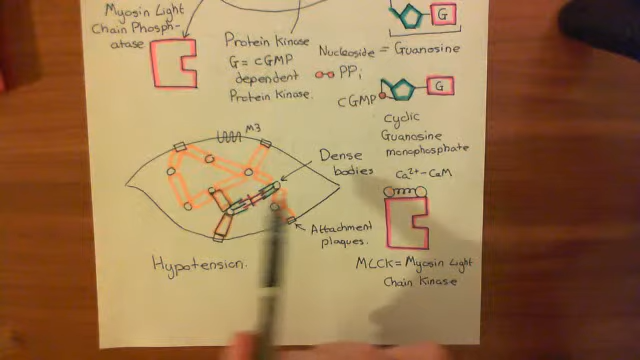 Myosin Light
Chain Phosph-
atase
Protein Kinase
G = cGMP
dependent
Protein Kinase.
G
Nucleoside = Guanosine
PPi
G
cGMP
cyclic
Guanosine
monophosphate
M3
Dense
bodies
Attachment
plaques.
Hypotension.
Ca2+-CaM
MLCK = Myosin Light
Chain Kinase